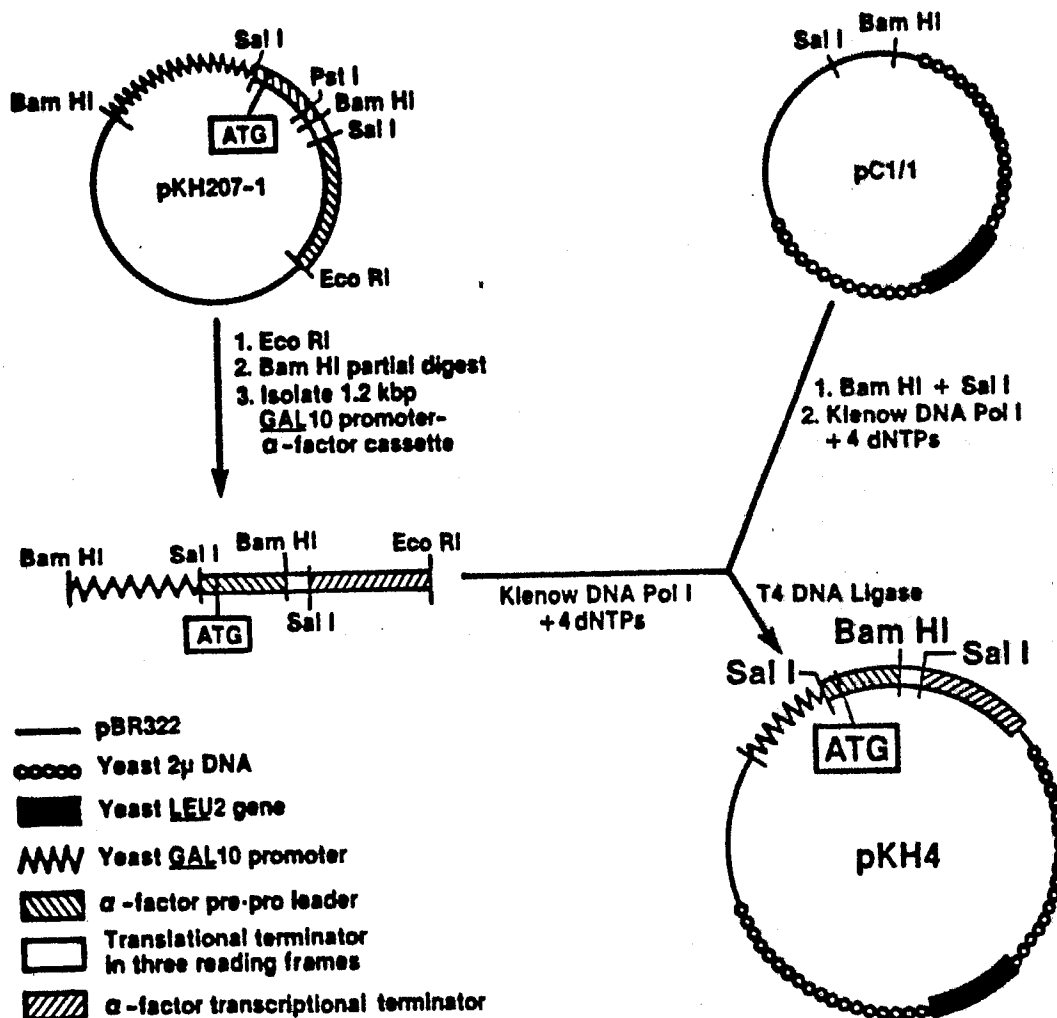 Sal I
Pst I
Bam HI
Bam HI
Sal I
ATG
pKH207-1
Eco RI
Sal I
Bam HI
pC1/1
1. Eco RI
2. Bam HI partial digest
3. Isolate 1.2 kbp
GAL10 promoter-
α-factor cassette
1. Bam HI + Sal I
2. Klenow DNA Pol I
+ 4 dNTPs
Bam HI
Sal I
Bam HI
Eco RI
ATG
Sal I
Klenow DNA Pol I
+4 dNTPs
T4 DNA Ligase
Bam HI
Sal I
Sal I
ATG
pKH4
pBR322
Yeast 2μ DNA
Yeast LEU2 gene
Yeast GAL10 promoter
α-factor pre-pro leader
Translational terminator
in three reading frames
α-factor transcriptional terminator